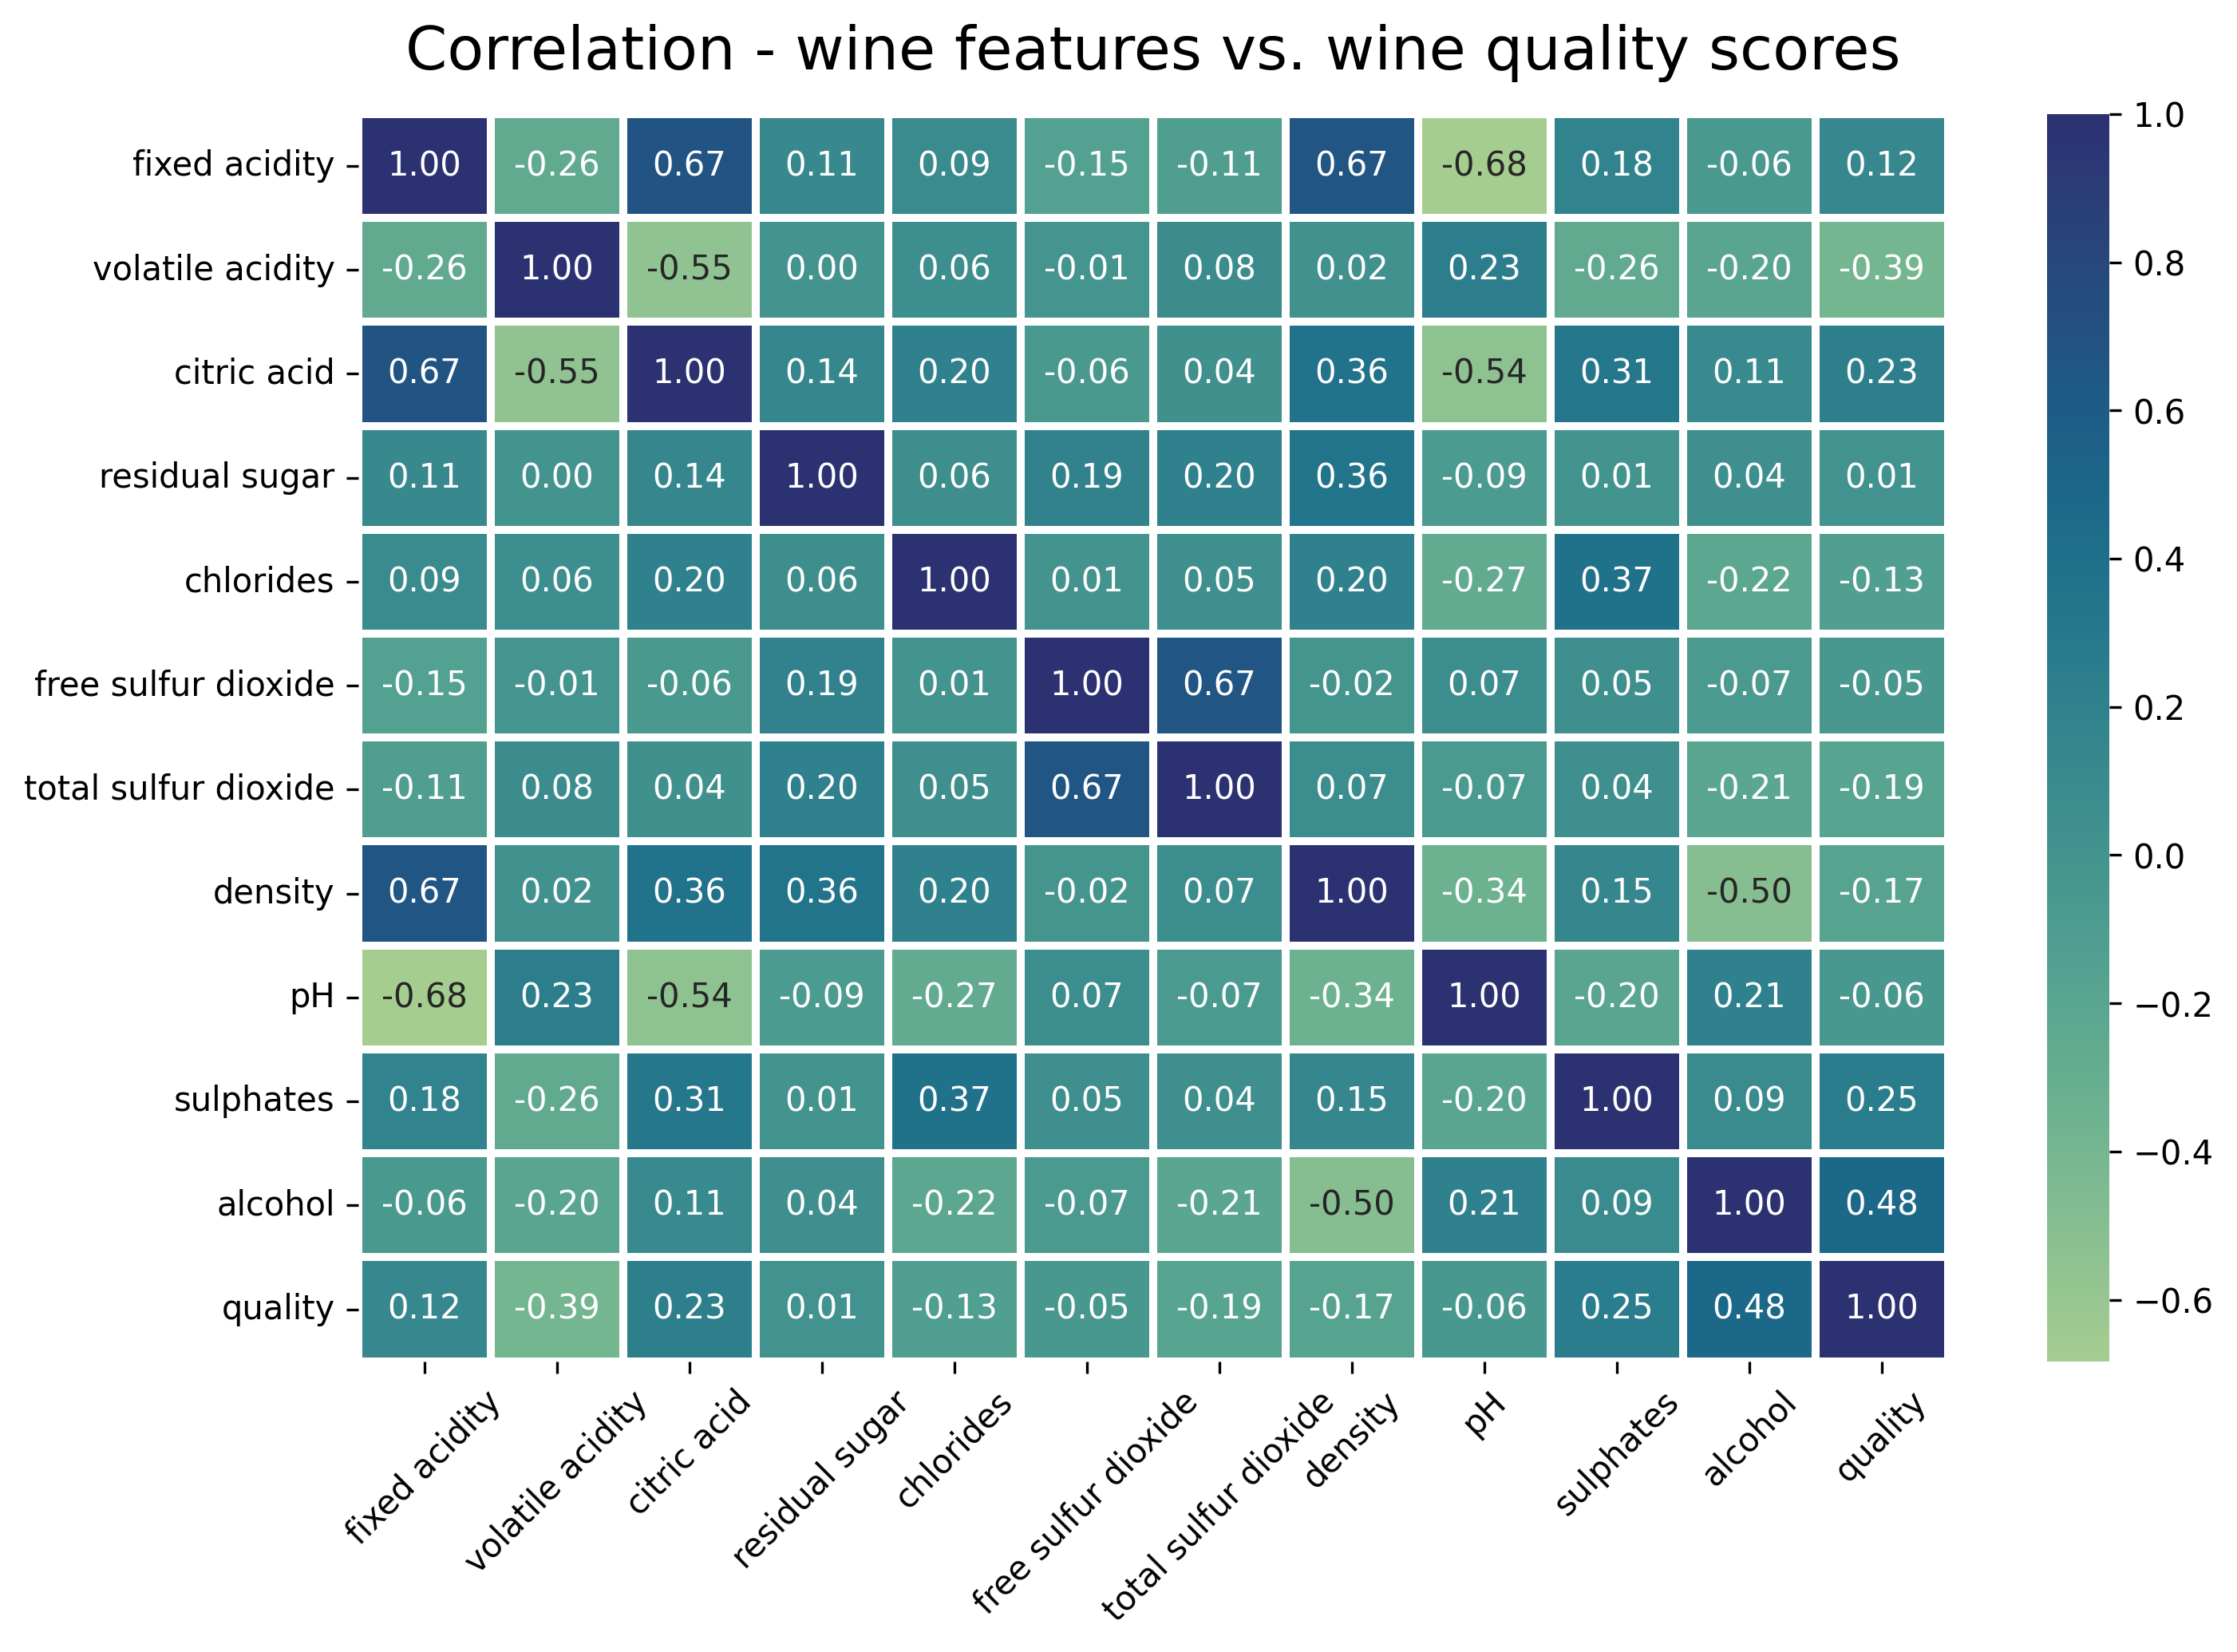 Correlation - wine features vs. wine quality scores
fixed acidity 1.00 -0.26 0.67 0.11 0.09 -0.15 -0.11 0.67 -0.68 0.18 -0.06 0.12
volatile acidity -0.26 1.00 -0.55 0.00 0.06 -0.01 0.08 0.02 0.23 -0.26 -0.20 -0.39
citric acid 0.67 -0.55 1.00 0.14 0.20 -0.06 0.04 0.36 -0.54 0.31 0.11 0.23
residual sugar 0.11 0.00 0.14 1.00 0.06 0.19 0.20 0.36 -0.09 0.01 0.04 0.01
chlorides 0.09 0.06 0.20 0.06 1.00 0.01 0.05 0.20 -0.27 0.37 -0.22 -0.13
free sulfur dioxide -0.15 -0.01 -0.06 0.19 0.01 1.00 0.67 -0.02 0.07 0.05 -0.07 -0.05
total sulfur dioxide -0.11 0.08 0.04 0.20 0.05 0.67 1.00 0.07 -0.07 0.04 -0.21 -0.19
density 0.67 0.02 0.36 0.36 0.20 -0.02 0.07 1.00 -0.34 0.15 -0.50 -0.17
pH -0.68 0.23 -0.54 -0.09 -0.27 0.07 -0.07 -0.34 1.00 -0.20 0.21 -0.06
sulphates 0.18 -0.26 0.31 0.01 0.37 0.05 0.04 0.15 -0.20 1.00 0.09 0.25
alcohol -0.06 -0.20 0.11 0.04 -0.22 -0.07 -0.21 -0.50 0.21 0.09 1.00 0.48
quality 0.12 -0.39 0.23 0.01 -0.13 -0.05 -0.19 -0.17 -0.06 0.25 0.48 1.00
fixed acidity
volatile acidity
citric acid
residual sugar
chlorides
free sulfur dioxide
total sulfur dioxide
density
pH
sulphates
alcohol
quality
1.0
0.8
0.6
0.4
0.2
0.0
−0.2
−0.4
−0.6